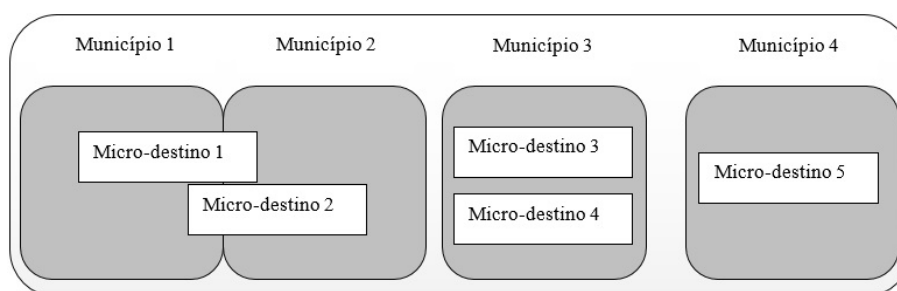 Município 1
Município 2
Município 3
Município 4
Micro-destino 1
Micro-destino 2
Micro-destino 3
Micro-destino 4
Micro-destino 5